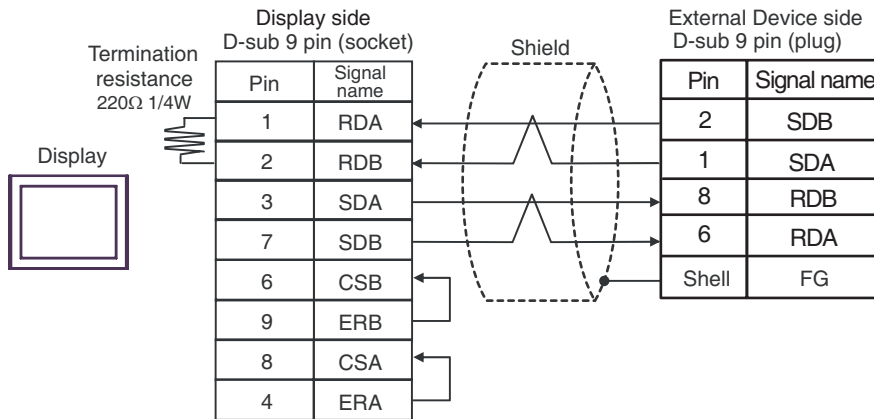 Display side
D-sub 9 pin (socket)
External Device side
D-sub 9 pin (plug)
Termination
resistance
220Ω 1/4W
Shield
Display
Pin Signal name
1 RDA
2 RDB
3 SDA
7 SDB
6 CSB
9 ERB
8 CSA
4 ERA
Pin Signal name
2 SDB
1 SDA
8 RDB
6 RDA
Shell FG